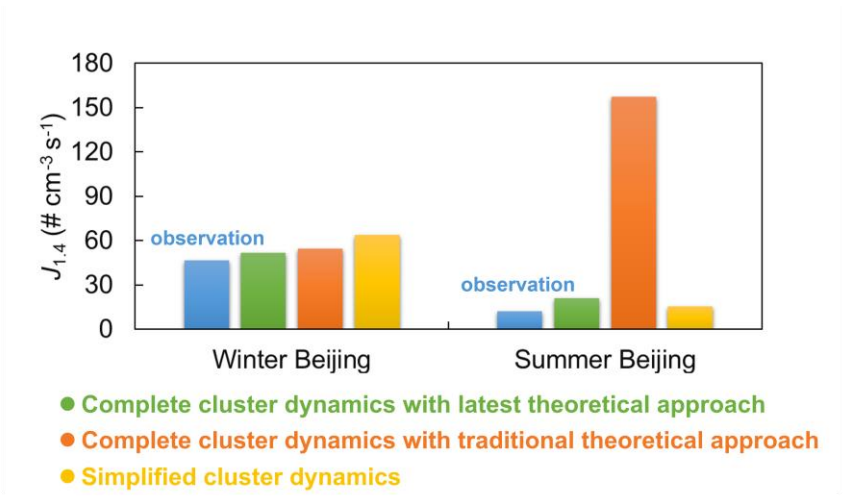 180
150
120
90
60
30
0
J1.4 (# cm-3 s-1)
observation
observation
Winter Beijing
Summer Beijing
Complete cluster dynamics with latest theoretical approach
Complete cluster dynamics with traditional theoretical approach
Simplified cluster dynamics